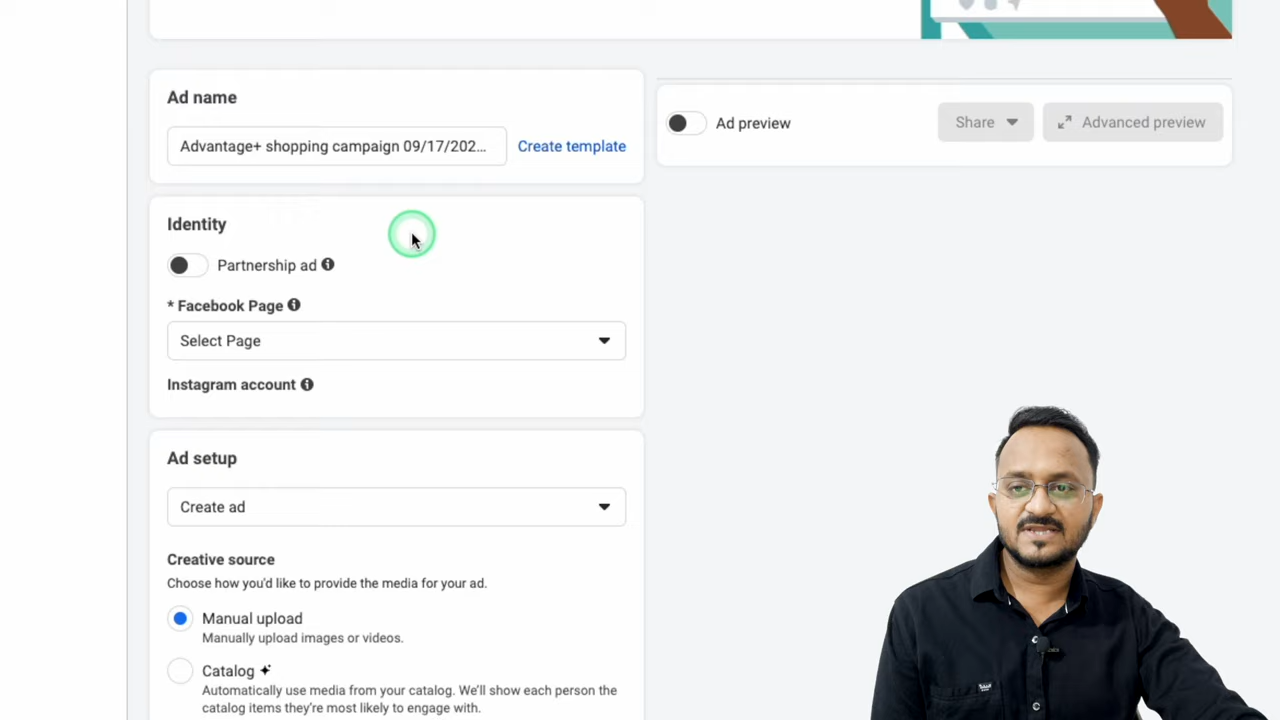 Ad name
Advantage+ shopping campaign 09/17/202...
Create template
Ad preview
Share
Advanced preview
Identity
Partnership ad
* Facebook Page
Select Page
Instagram account
Ad setup
Create ad
Creative source
Choose how you'd like to provide the media for your ad.
Manual upload
Manually upload images or videos.
Catalog
Automatically use media from your catalog. We'll show each person the
catalog items they're most likely to engage with.